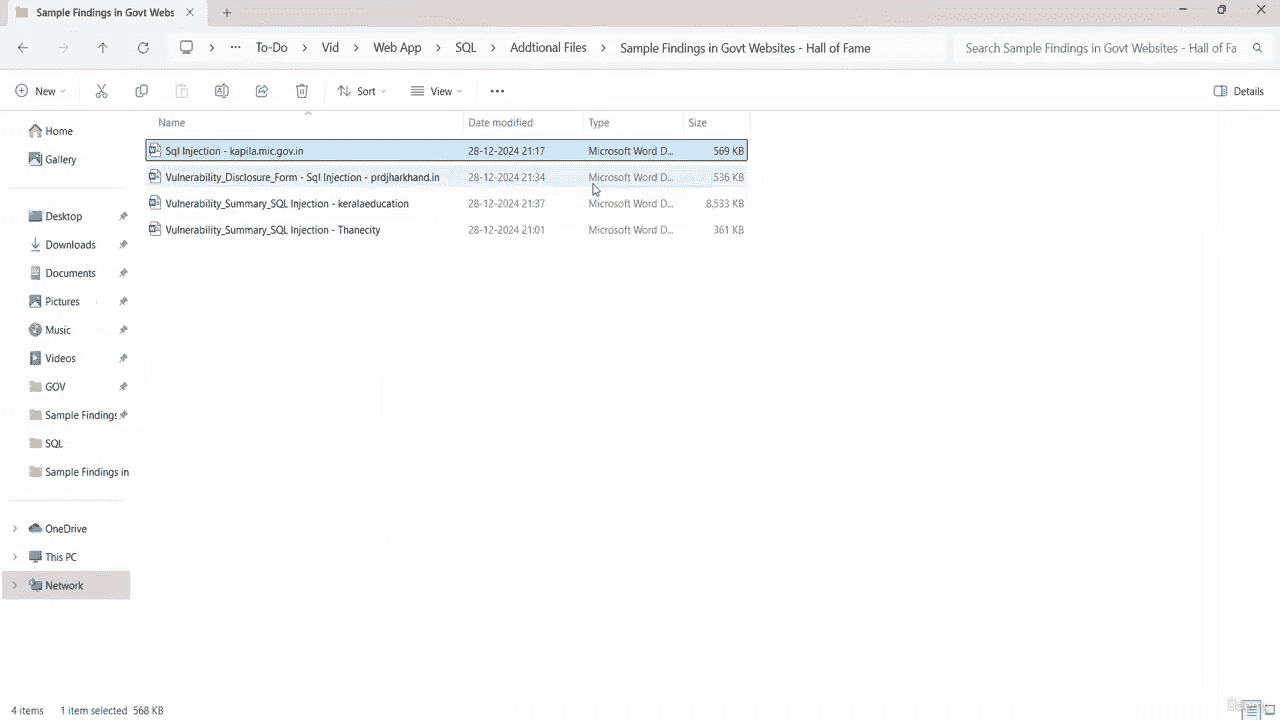 Sample Findings in Govt Webs
To-Do > Vid > Web App > SQL > Addtional Files > Sample Findings in Govt Websites - Hall of Fame
Search Sample Findings in Govt Websites - Hall of Fa
New
Sort
View
Details
Name Date modified Type Size
Sql Injection - kapila.mic.gov.in 28-12-2024 21:17 Microsoft Word D... 569 KB
Vulnerability_Disclosure_Form - Sql Injection - prdjharkhand.in 28-12-2024 21:34 Microsoft Word D... 536 KB
Vulnerability_Summary_SQL Injection - keralaeducation 28-12-2024 21:37 Microsoft Word D... 8,533 KB
Vulnerability_Summary_SQL Injection - Thanecity 28-12-2024 21:01 Microsoft Word D... 361 KB
Home
Gallery
Desktop
Downloads
Documents
Pictures
Music
Videos
GOV
Sample Findings
SQL
Sample Findings in
OneDrive
This PC
Network
4 items 1 item selected 568 KB